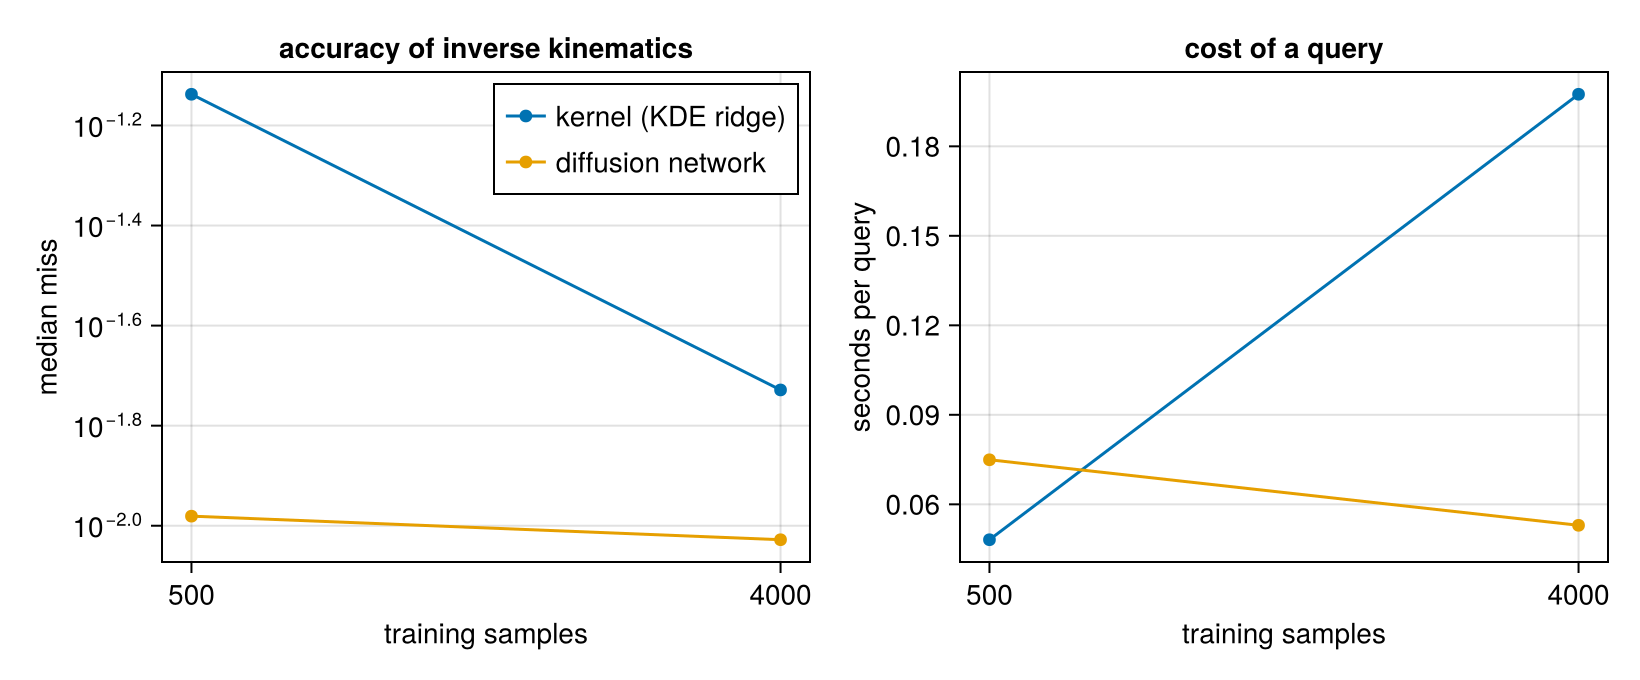 accuracy of inverse kinematics
kernel (KDE ridge)
diffusion network
median miss
10^−1.2
10^−1.4
10^−1.6
10^−1.8
10^−2.0
500
4000
training samples
cost of a query
seconds per query
0.18
0.15
0.12
0.09
0.06
500
4000
training samples